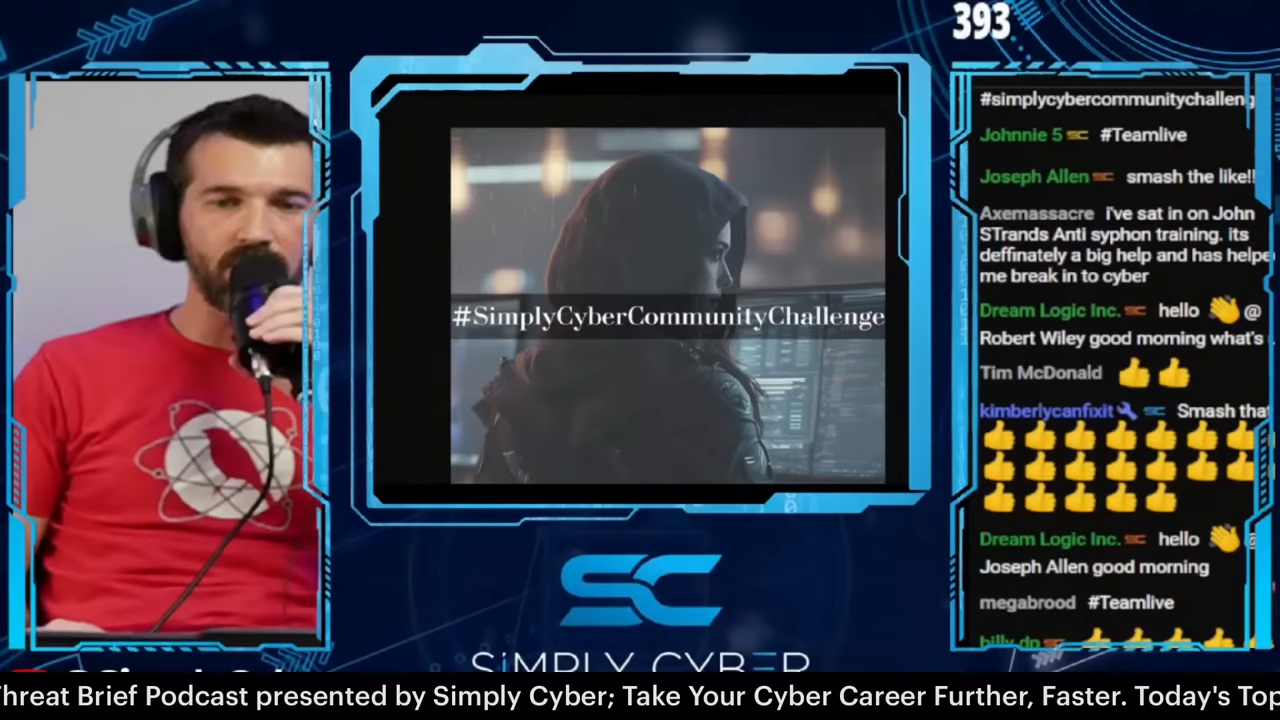 393
#simplycybercommunitychalleng
Johnnie 5 #Teamlive
Joseph Allen smash the like!!
Axemassacre i've sat in on John
STrands Anti syphon training. its
deffinately a big help and has helpe
me break in to cyber
Dream Logic Inc. hello @
Robert Wiley good morning what's
Tim McDonald
kimberlycanfixit Smash that
Dream Logic Inc. hello
Joseph Allen good morning
megabrood #Teamlive
billy dp
#SimplyCyberCommunityChallenge
SC
SiMPLY CYBER
Threat Brief Podcast presented by Simply Cyber; Take Your Cyber Career Further, Faster. Today's Top